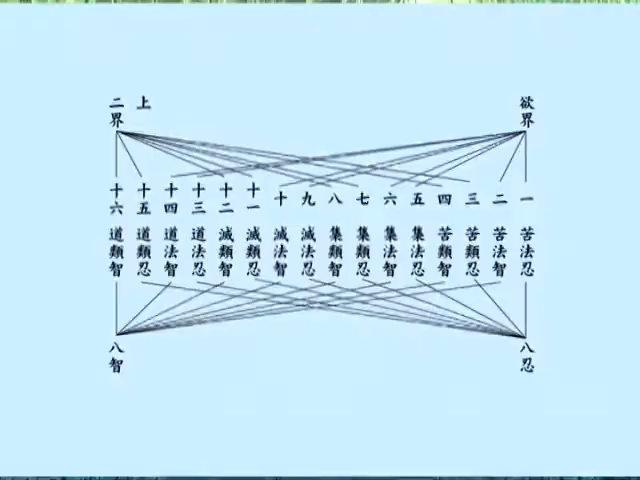 欲界
上二界
一 苦法忍
二 苦法智
三 苦類忍
四 苦類智
五 集法忍
六 集法智
七 集類忍
八 集類智
九 滅法忍
十 滅法智
十一 滅類忍
十二 滅類智
十三 道法忍
十四 道法智
十五 道類忍
十六 道類智
八忍
八智